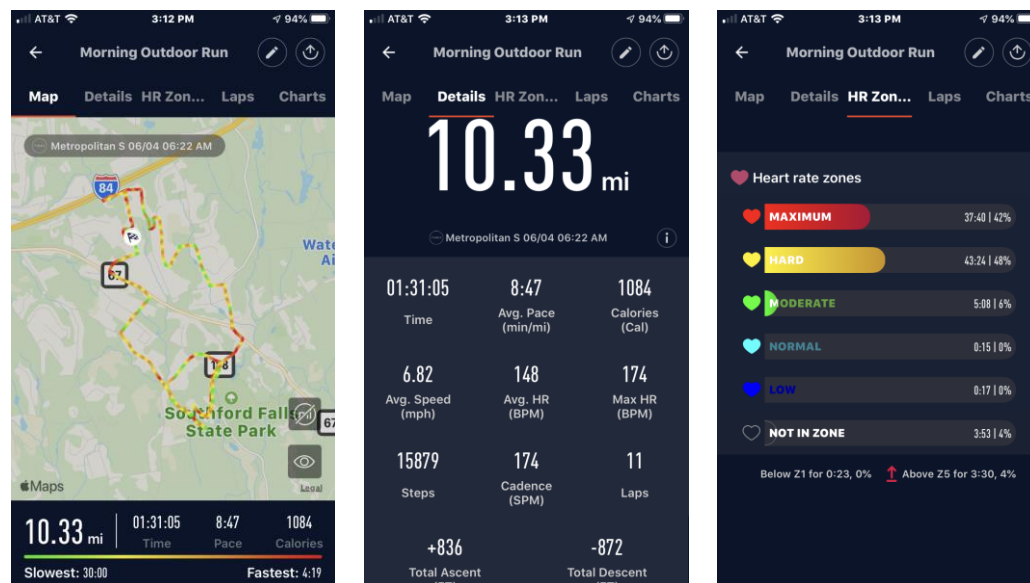 AT&T 3:12 PM 94%
Morning Outdoor Run
Map Details HR Zon... Laps Charts
Metropolitan S 06/04 06:22 AM
84
Wate
Ai
67
Southford Falls
State Park
67
Maps
Legal
10.33 mi
01:31:05 8:47 1084
Time Pace Calories
Slowest: 30:00 Fastest: 4:19
AT&T 3:13 PM 94%
Morning Outdoor Run
Map Details HR Zon... Laps Charts
10.33 mi
Metropolitan S 06/04 06:22 AM
01:31:05 8:47 1084
Time Avg. Pace Calories
(min/mi) (Cal)
6.82 148 174
Avg. Speed Avg. HR Max HR
(mph) (BPM) (BPM)
15879 174 11
Steps Cadence Laps
(SPM)
+836 -872
Total Ascent Total Descent
AT&T 3:13 PM 94%
Morning Outdoor Run
Map Details HR Zon... Laps Charts
Heart rate zones
MAXIMUM 37:40 | 42%
HARD 43:24 | 48%
MODERATE 5:08 | 6%
NORMAL 0:15 | 0%
LOW 0:17 | 0%
NOT IN ZONE 3:53 | 4%
Below Z1 for 0:23, 0% Above Z5 for 3:30, 4%